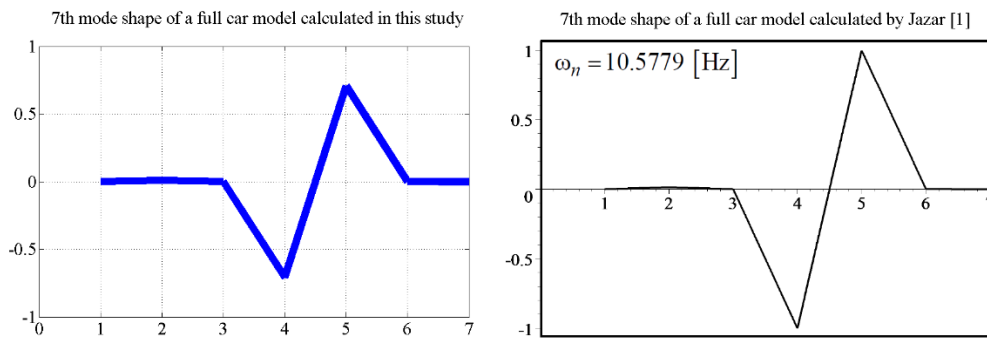 7th mode shape of a full car model calculated in this study
1
0.5
0
-0.5
-1
0 1 2 3 4 5 6 7
7th mode shape of a full car model calculated by Jazar [1]
ωn = 10.5779 [Hz]
1
0.5
0
-0.5
-1
1 2 3 4 5 6 7